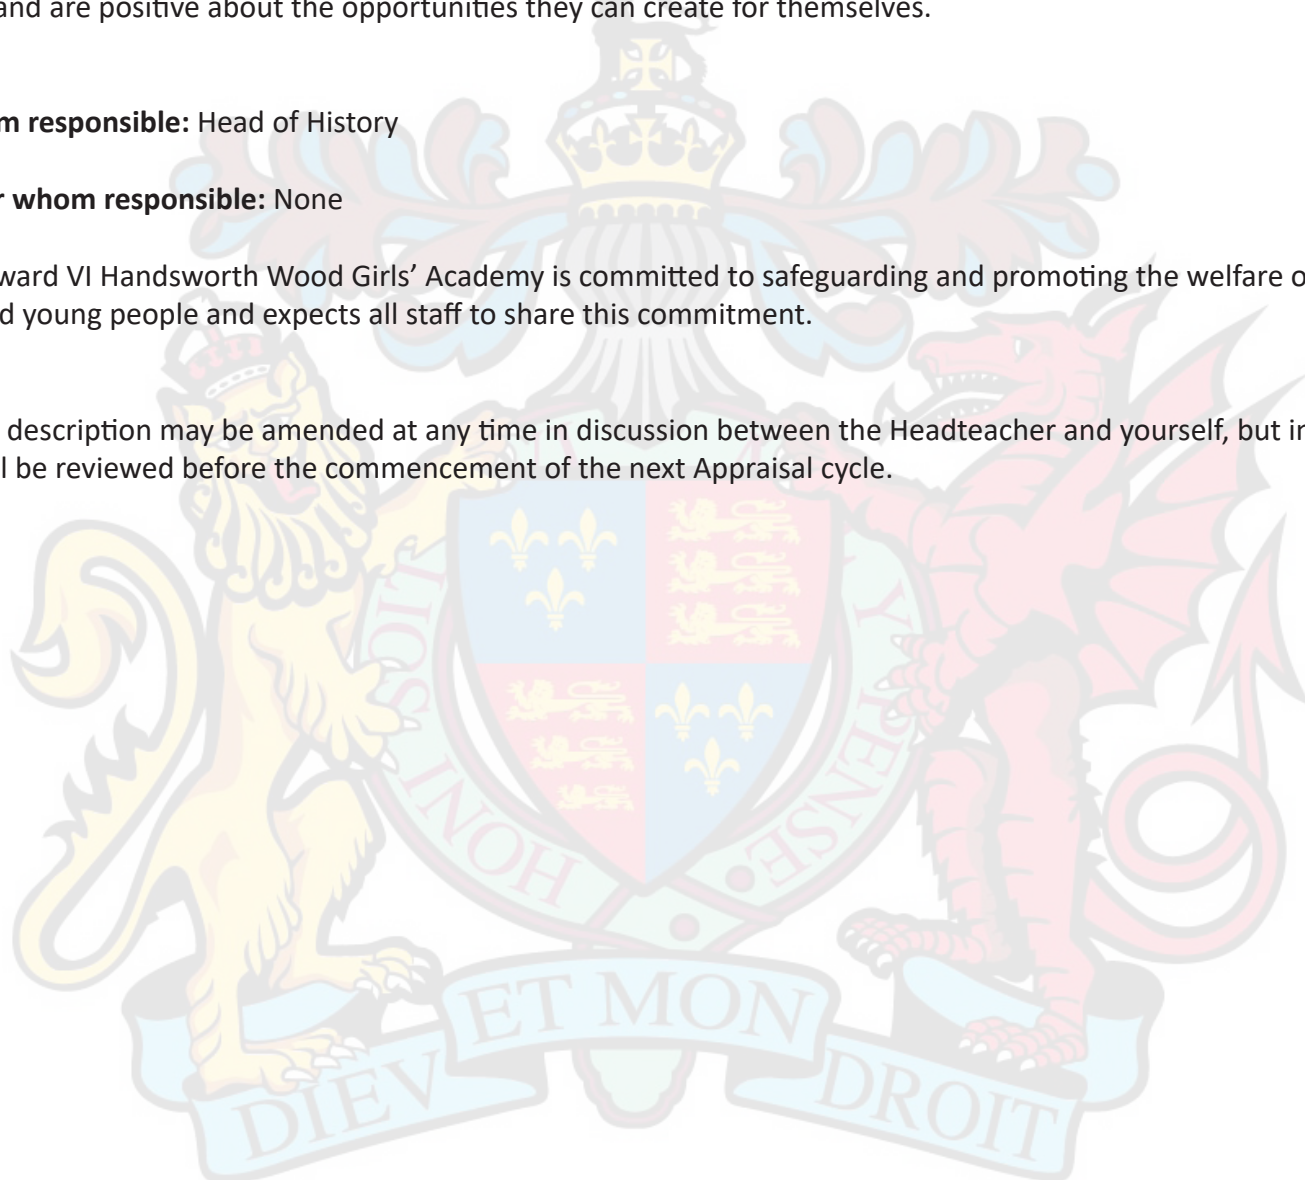 and are positive about the opportunities they can create for themselves.
m responsible: Head of History
r whom responsible: None
ward VI Handsworth Wood Girls’ Academy is committed to safeguarding and promoting the welfare o
d young people and expects all staff to share this commitment.
description may be amended at any time in discussion between the Headteacher and yourself, but in
l be reviewed before the commencement of the next Appraisal cycle.
HONI SOIT
Y PENSE
DIEV ET MON DROIT